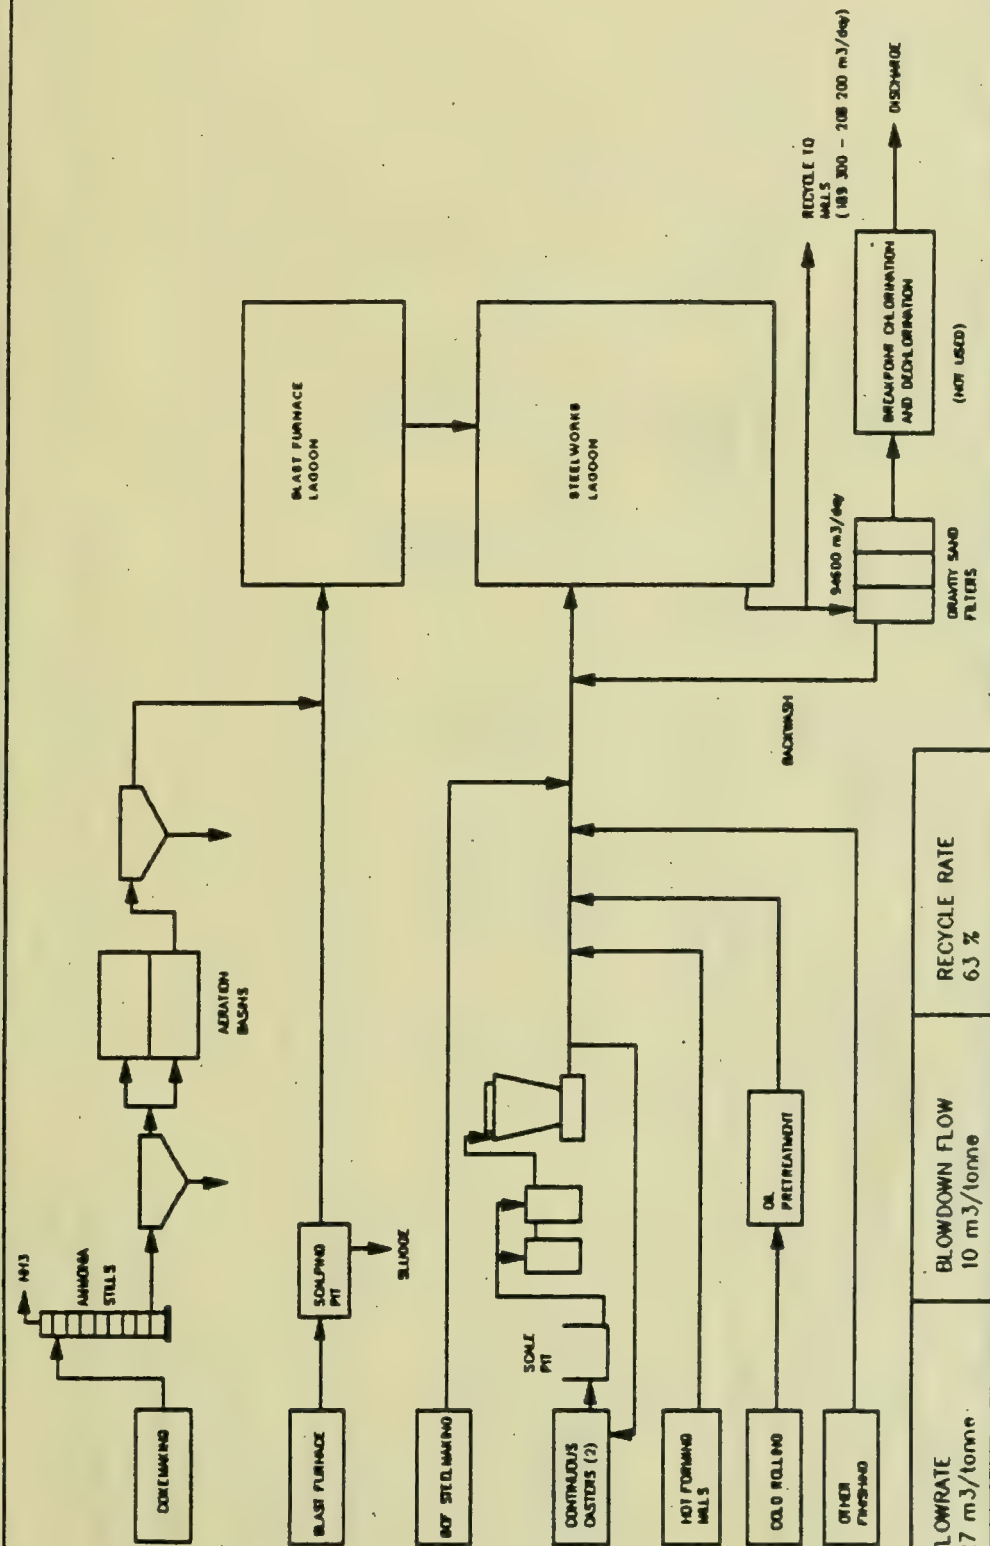 COKEMAKING
NH3
AMMONIA
STILLS
AERATION
BASINS
BLAST FURNACE
SCALPING
PIT
SLUDGE
BLAST FURNACE
LAGOON
BOF STEELMAKING
CONTINUOUS
CASTERS (2)
SCALE
PIT
STEELWORKS
LAGOON
HOT FORMING
MILLS
COLD ROLLING
OIL
PRETREATMENT
OTHER
FINISHING
BACKWASH
94600 m3/day
GRAVITY SAND
FILTERS
RECYCLE TO
MILLS
(189 300 - 208 200 m3/day)
BREAKPOINT CHLORINATION
AND DECHLORINATION
(NOT USED)
DISCHARGE
LOWRATE
7 m3/tonne
BLOWDOWN FLOW
10 m3/tonne
RECYCLE RATE
63 %